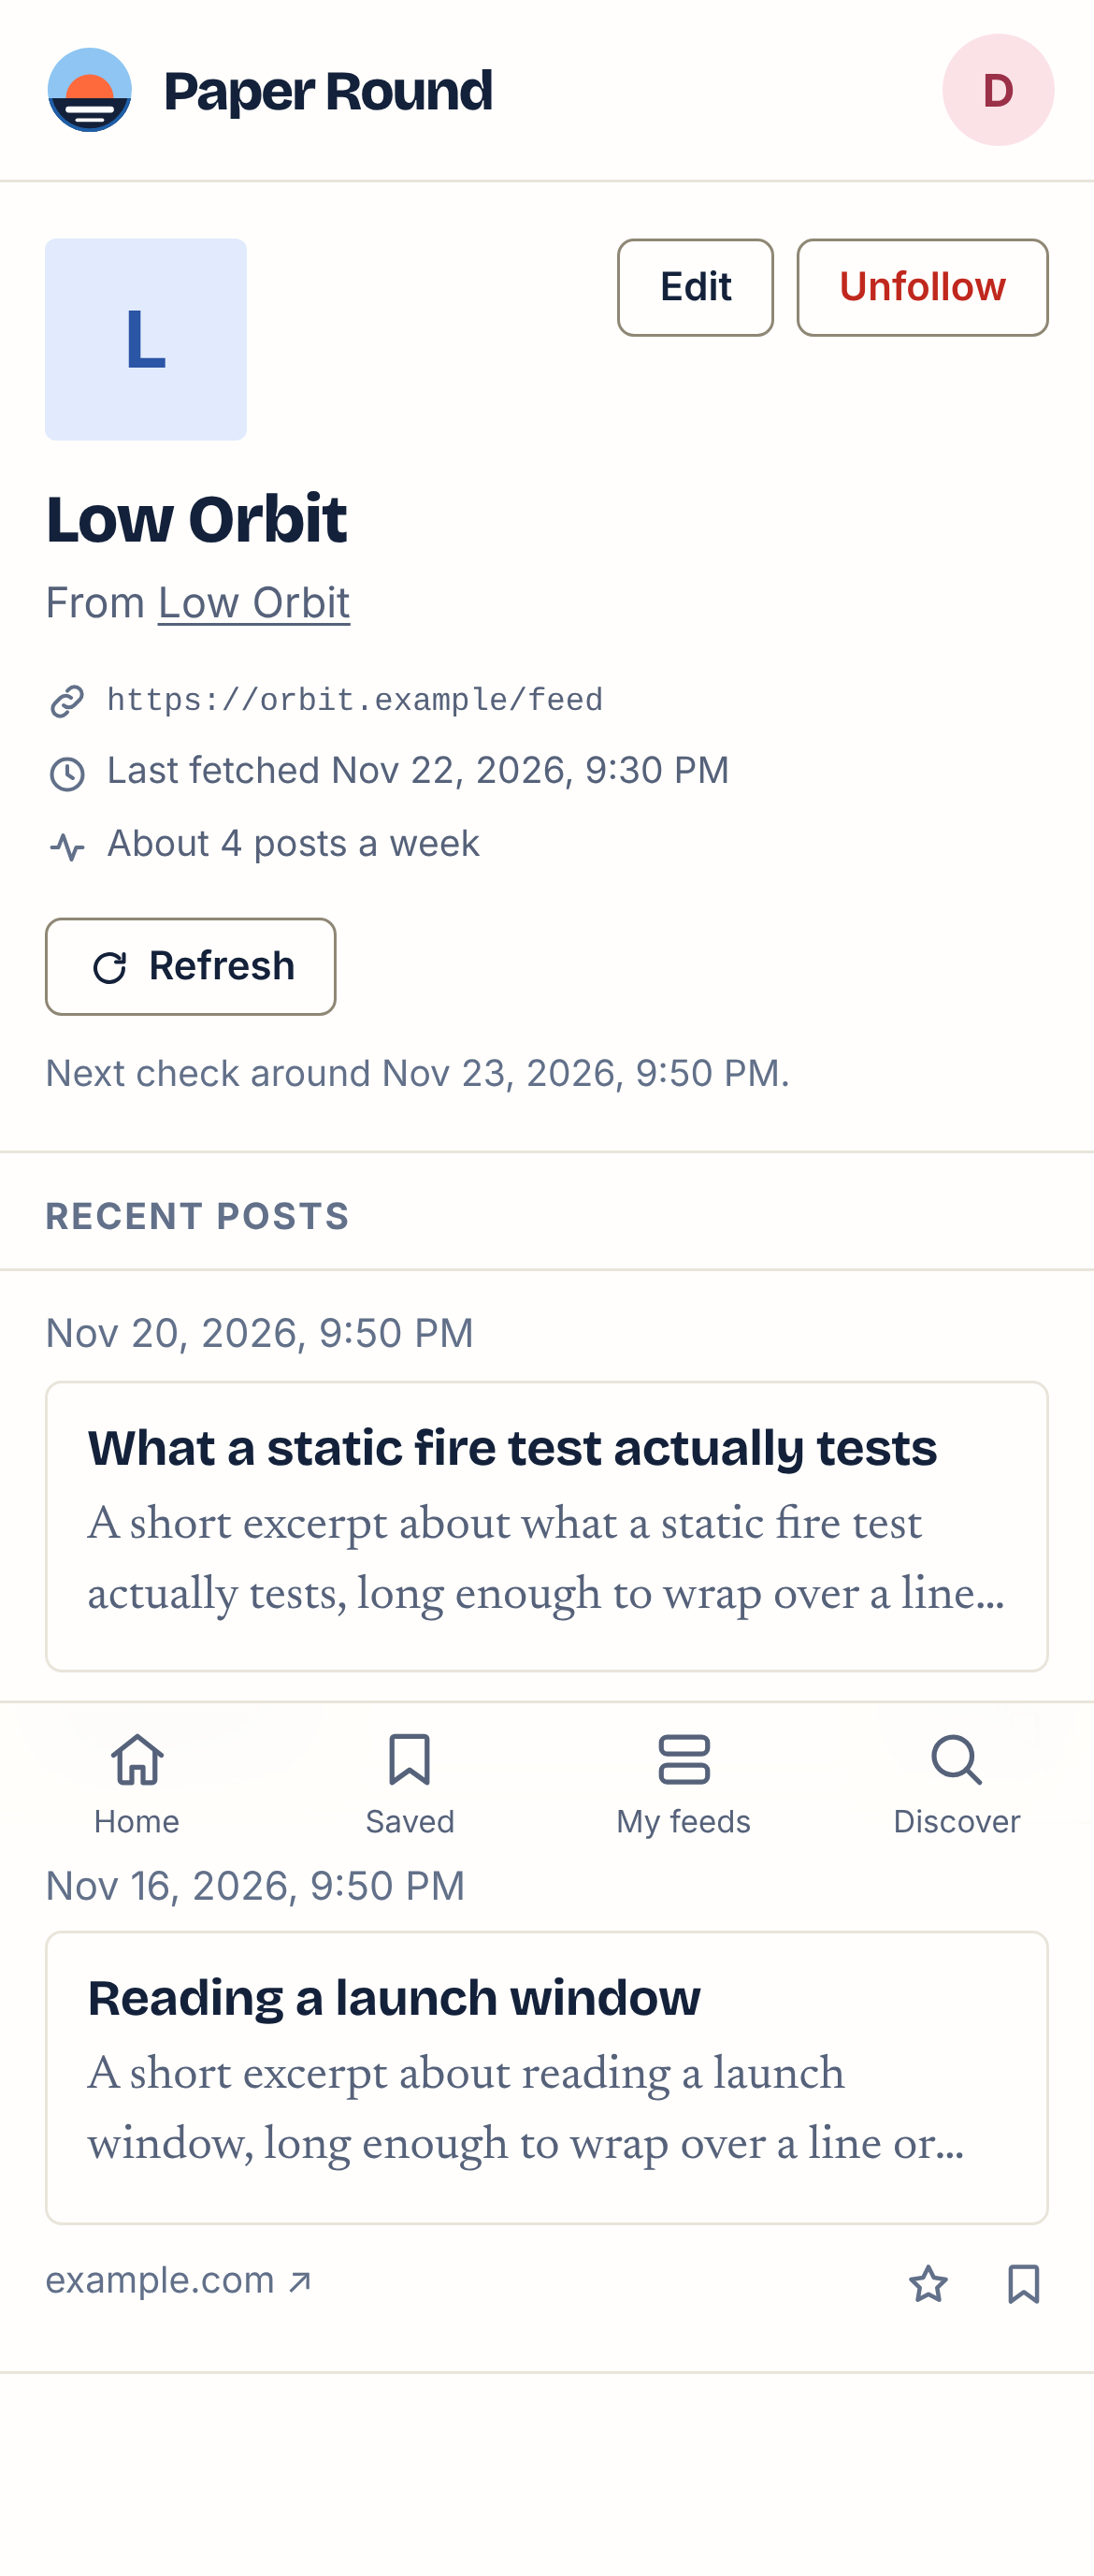 Paper Round
D
L
Edit
Unfollow
Low Orbit
From Low Orbit
https://orbit.example/feed
Last fetched Nov 22, 2026, 9:30 PM
About 4 posts a week
Refresh
Next check around Nov 23, 2026, 9:50 PM.
RECENT POSTS
Nov 20, 2026, 9:50 PM
What a static fire test actually tests
A short excerpt about what a static fire test
actually tests, long enough to wrap over a line...
Home
Saved
My feeds
Discover
Nov 16, 2026, 9:50 PM
Reading a launch window
A short excerpt about reading a launch
window, long enough to wrap over a line or...
example.com ↗